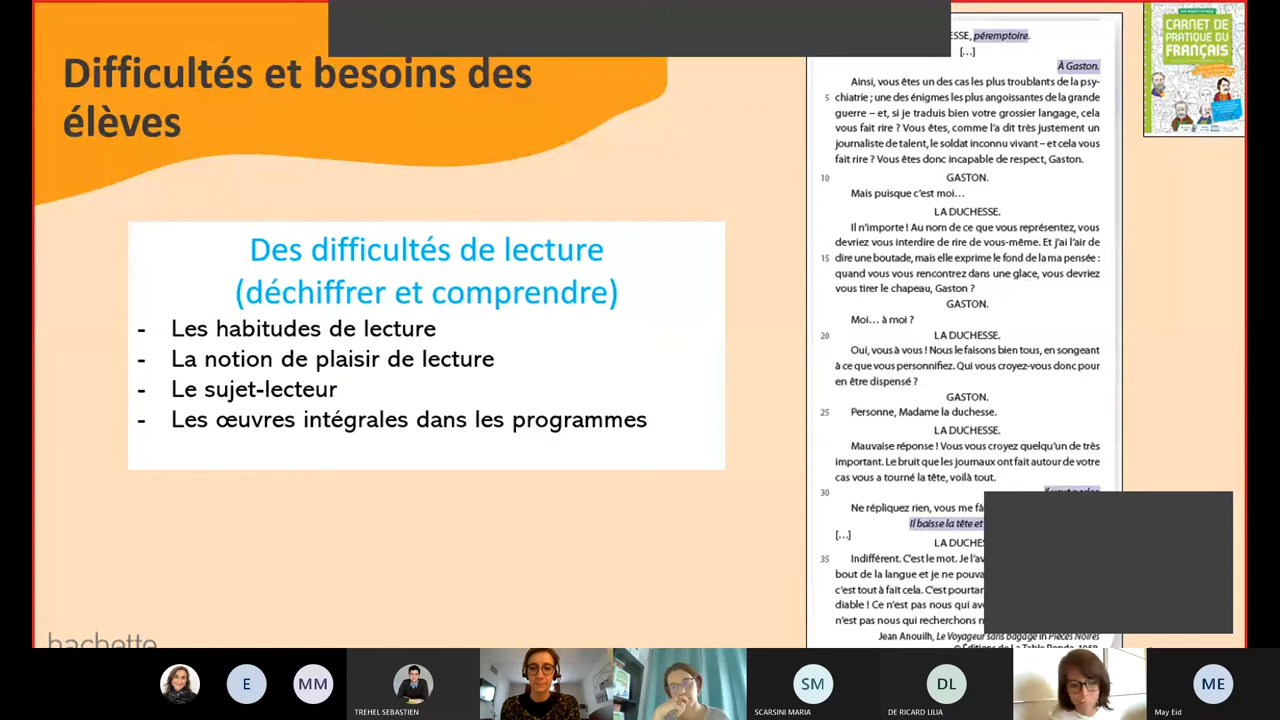 Difficultés et besoins des
élèves
Des difficultés de lecture
(déchiffrer et comprendre)
- Les habitudes de lecture
- La notion de plaisir de lecture
- Le sujet-lecteur
- Les œuvres intégrales dans les programmes
hachette
péremptoire.
[...]
À Gaston.
Ainsi, vous êtes un des cas les plus troublants de la psy-
5 chiatrie ; une des énigmes les plus angoissantes de la grande
guerre – et, si je traduis bien votre grossier langage, cela
vous fait rire ? Vous êtes, comme l'a dit très justement un
journaliste de talent, le soldat inconnu vivant – et cela vous
fait rire ? Vous êtes donc incapable de respect, Gaston.
10 GASTON.
Mais puisque c'est moi…
LA DUCHESSE.
Il n'importe ! Au nom de ce que vous représentez, vous
devriez vous interdire de rire de vous-même. Et j'ai l'air de
15 dire une boutade, mais elle exprime le fond de la ma pensée :
quand vous vous rencontrez dans une glace, vous devriez
vous tirer le chapeau, Gaston ?
GASTON.
Moi… à moi ?
20 LA DUCHESSE.
Oui, vous à vous ! Nous le faisons bien tous, en songeant
à ce que vous personnifiez. Qui vous croyez-vous donc pour
en être dispensé ?
GASTON.
25 Personne, Madame la duchesse.
LA DUCHESSE.
Mauvaise réponse ! Vous vous croyez quelqu'un de très
important. Le bruit que les journaux ont fait autour de votre
cas vous a tourné la tête, voilà tout.
30
Ne répliquez rien, vous me
Il baisse la tête et
[…]
LA
35 Indifférent. C'est le mot. Je
bout de la langue et je ne
c'est tout à fait cela. C'est
diable ! Ce n'est pas nous qui
n'est pas nous qui recherchons
Jean Anouilh, Le Voyageur sans bagage in Pièces Noires
© Éditions de La Table Ronde, 1958.
CARNET DE
PRATIQUE DU
FRANÇAIS
E
MM
TREHEL SEBASTIEN
SM
SCARSINI MARIA
DL
DE RICARD LILIA
ME
May Eid